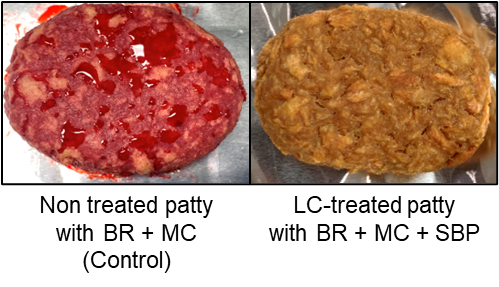 Non treated patty
with BR + MC
(Control)
LC-treated patty
with BR + MC + SBP